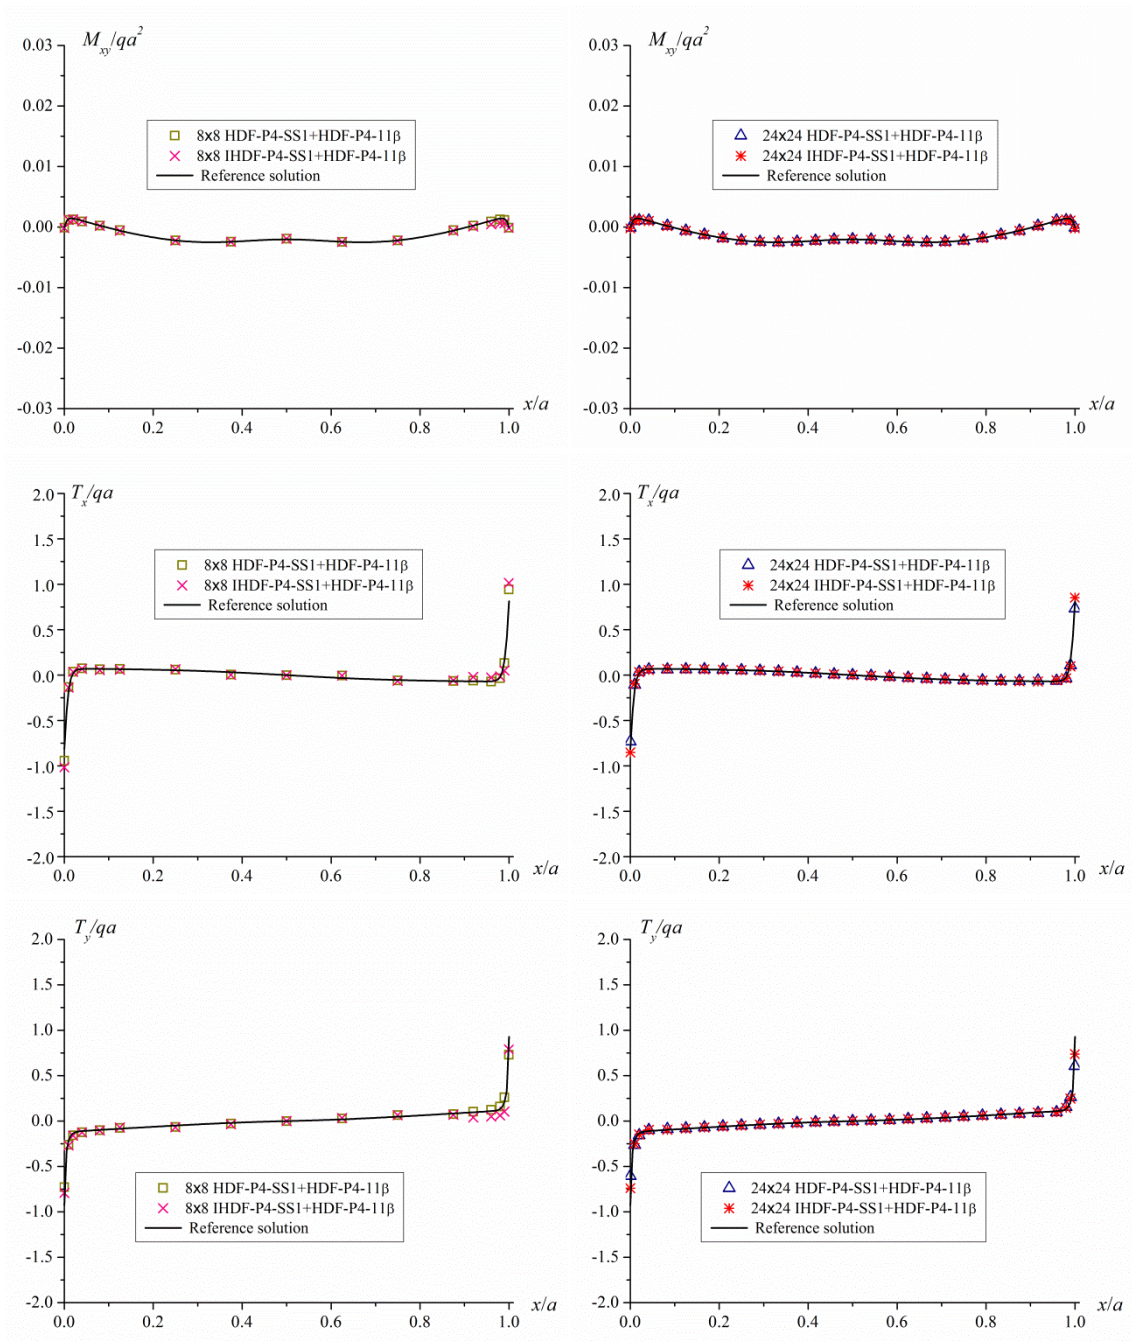 M_xy/qa²
0.03
0.02
0.01
0.00
-0.01
-0.02
-0.03
8x8 HDF-P4-SS1+HDF-P4-11β
8x8 IHDF-P4-SS1+HDF-P4-11β
Reference solution
x/a
0.0 0.2 0.4 0.6 0.8 1.0
M_xy/qa²
0.03
0.02
0.01
0.00
-0.01
-0.02
-0.03
24x24 HDF-P4-SS1+HDF-P4-11β
24x24 IHDF-P4-SS1+HDF-P4-11β
Reference solution
x/a
0.0 0.2 0.4 0.6 0.8 1.0
T_x/qa
2.0
1.5
1.0
0.5
0.0
-0.5
-1.0
-1.5
-2.0
8x8 HDF-P4-SS1+HDF-P4-11β
8x8 IHDF-P4-SS1+HDF-P4-11β
Reference solution
x/a
0.0 0.2 0.4 0.6 0.8 1.0
T_x/qa
2.0
1.5
1.0
0.5
0.0
-0.5
-1.0
-1.5
-2.0
24x24 HDF-P4-SS1+HDF-P4-11β
24x24 IHDF-P4-SS1+HDF-P4-11β
Reference solution
x/a
0.0 0.2 0.4 0.6 0.8 1.0
T_y/qa
2.0
1.5
1.0
0.5
0.0
-0.5
-1.0
-1.5
-2.0
8x8 HDF-P4-SS1+HDF-P4-11β
8x8 IHDF-P4-SS1+HDF-P4-11β
Reference solution
x/a
0.0 0.2 0.4 0.6 0.8 1.0
T_y/qa
2.0
1.5
1.0
0.5
0.0
-0.5
-1.0
-1.5
-2.0
24x24 HDF-P4-SS1+HDF-P4-11β
24x24 IHDF-P4-SS1+HDF-P4-11β
Reference solution
x/a
0.0 0.2 0.4 0.6 0.8 1.0